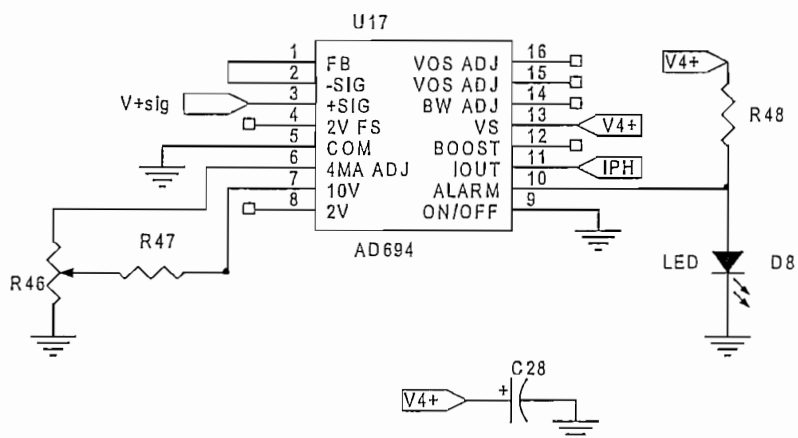 U17
1 FB VOS ADJ 16
2 -SIG VOS ADJ 15
V+sig 3 +SIG BW ADJ 14
4 2V FS VS 13 V4+
5 COM BOOST 12
6 4MA ADJ IOUT 11 IPH
7 10V ALARM 10
8 2V ON/OFF 9
AD694
V4+
R48
R47
R46
LED D8
C28
+
V4+